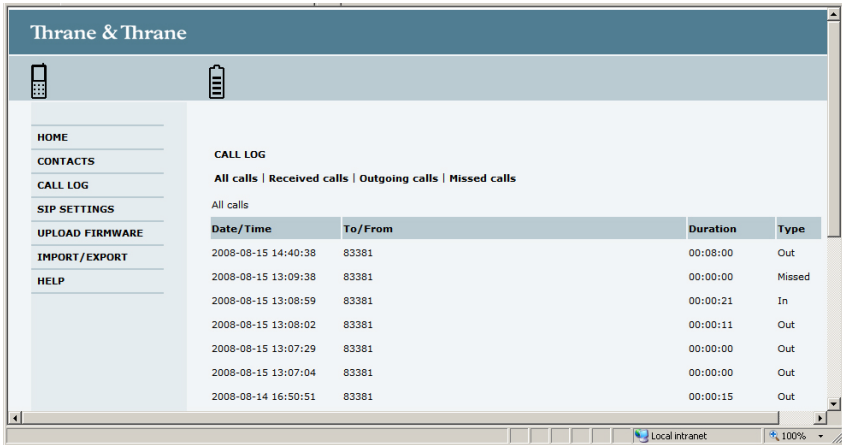 Thrane & Thrane
HOME
CONTACTS
CALL LOG
SIP SETTINGS
UPLOAD FIRMWARE
IMPORT/EXPORT
HELP
CALL LOG
All calls | Received calls | Outgoing calls | Missed calls
All calls
Date/Time To/From Duration Type
2008-08-15 14:40:38 83381 00:08:00 Out
2008-08-15 13:09:38 83381 00:00:00 Missed
2008-08-15 13:08:59 83381 00:00:21 In
2008-08-15 13:08:02 83381 00:00:11 Out
2008-08-15 13:07:29 83381 00:00:00 Out
2008-08-15 13:07:04 83381 00:00:00 Out
2008-08-14 16:50:51 83381 00:00:15 Out
Local intranet 100%